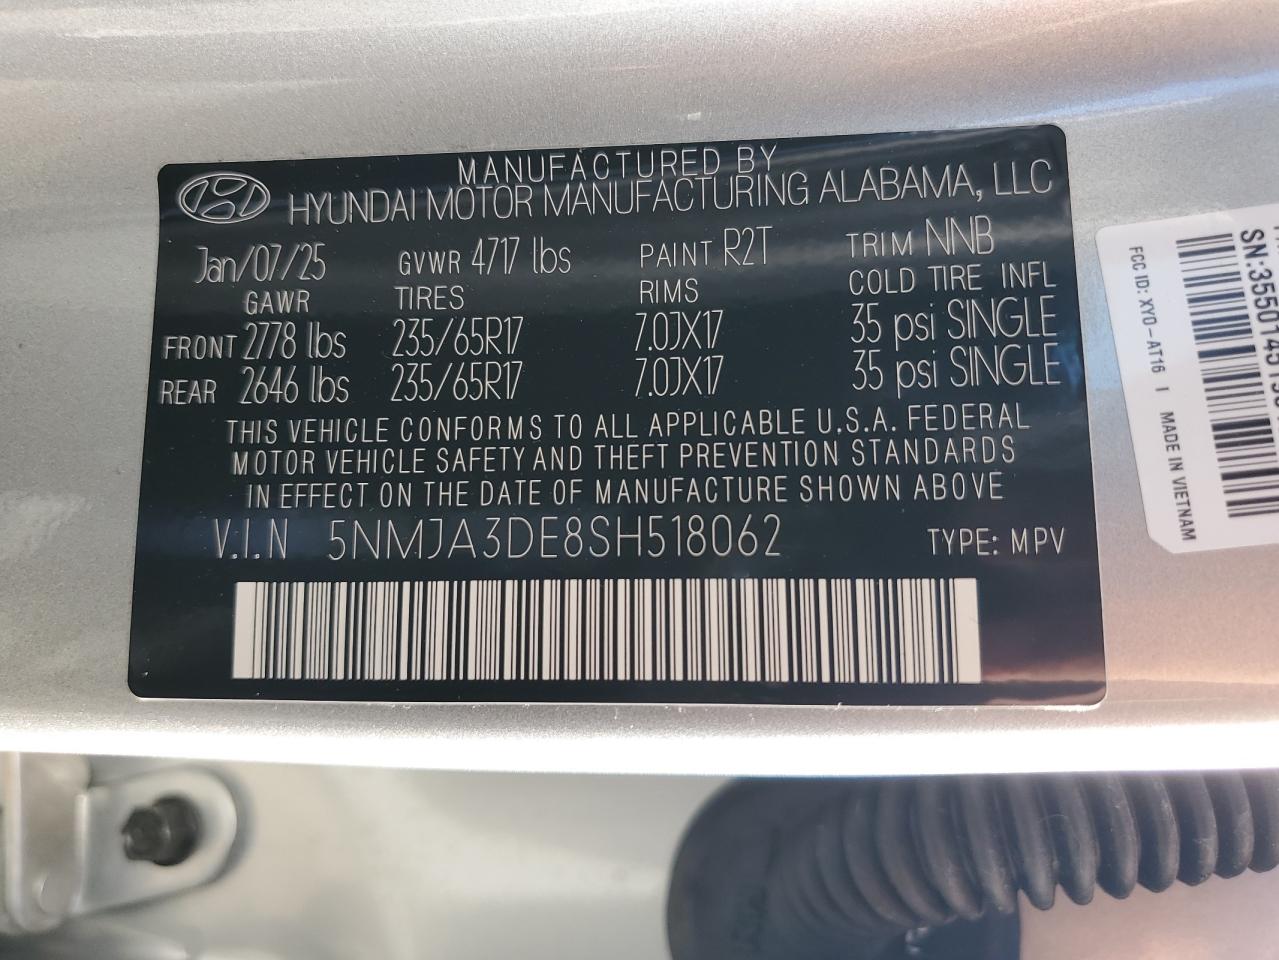 MANUFACTURED BY
HYUNDAI MOTOR MANUFACTURING ALABAMA, LLC
Jan/07/25 GVWR 4717 lbs PAINT R2T TRIM NNB
GAWR TIRES RIMS COLD TIRE INFL
FRONT 2778 lbs 235/65R17 7.0JX17 35 psi SINGLE
REAR 2646 lbs 235/65R17 7.0JX17 35 psi SINGLE
THIS VEHICLE CONFORMS TO ALL APPLICABLE U.S.A. FEDERAL
MOTOR VEHICLE SAFETY AND THEFT PREVENTION STANDARDS
IN EFFECT ON THE DATE OF MANUFACTURE SHOWN ABOVE
V.I.N 5NMJA3DE8SH518062 TYPE: MPV
FCC ID: XY0-AT16 | MADE IN VIETNAM